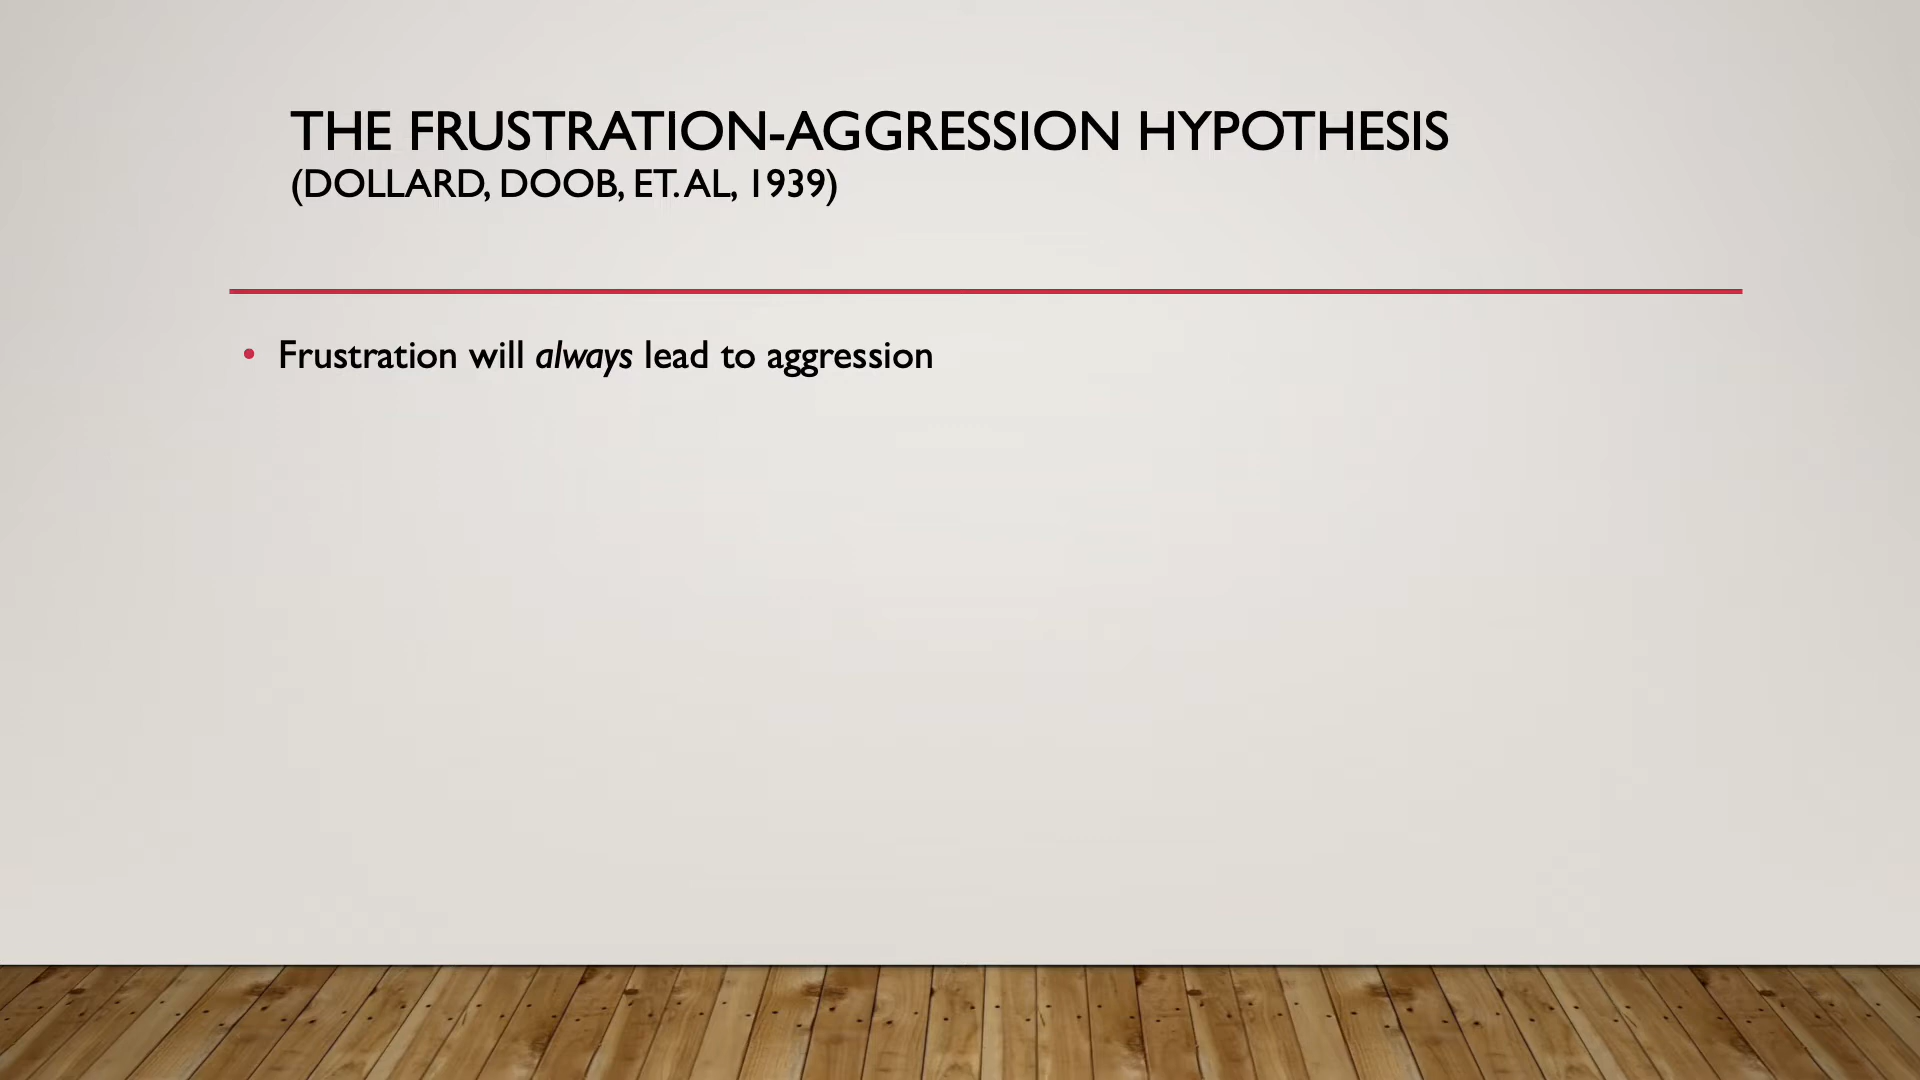 THE FRUSTRATION-AGGRESSION HYPOTHESIS
(DOLLARD, DOOB, ET. AL, 1939)
• Frustration will always lead to aggression